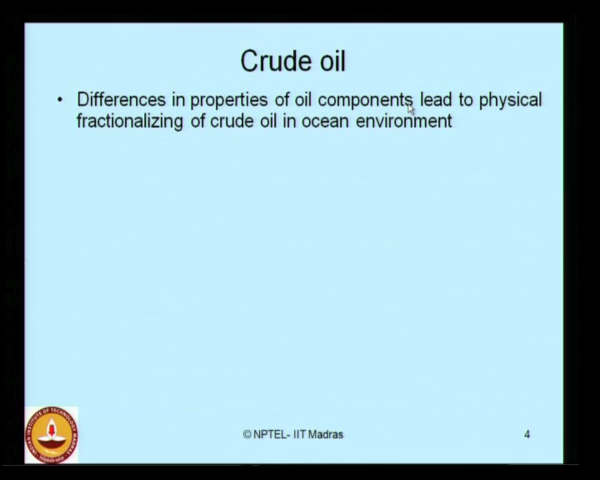 Crude oil
• Differences in properties of oil components lead to physical
fractionalizing of crude oil in ocean environment
© NPTEL- IIT Madras
4